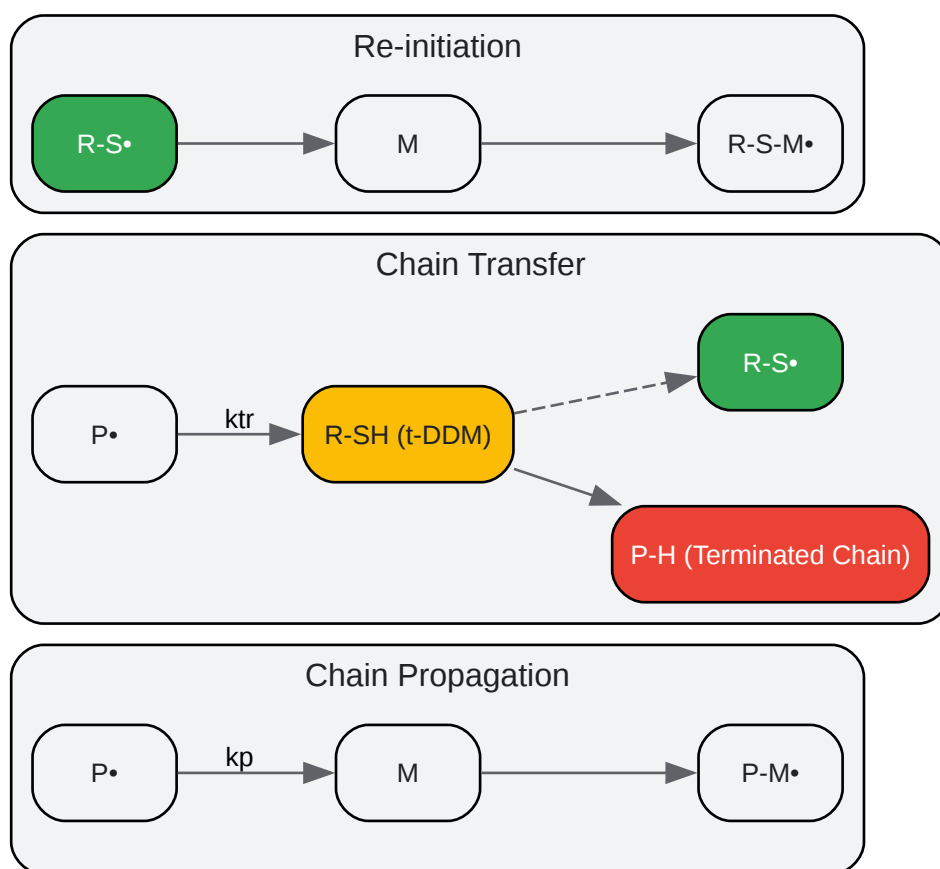 Re-initiation
R-S•
M
R-S-M•
Chain Transfer
R-S•
P•
ktr
R-SH (t-DDM)
P-H (Terminated Chain)
Chain Propagation
P•
kp
M
P-M•